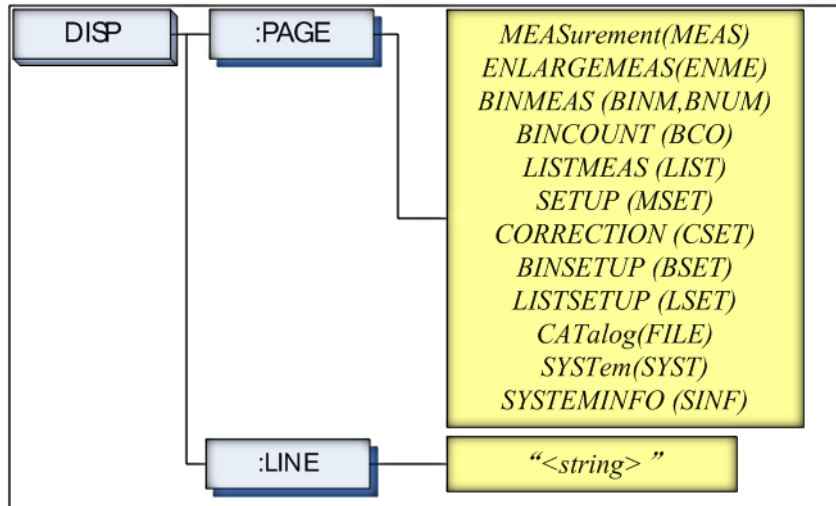 DISP
:PAGE
MEASurement(MEAS)
ENLARGEMEAS(ENME)
BINMEAS (BINM,BNUM)
BINCOUNT (BCO)
LISTMEAS (LIST)
SETUP (MSET)
CORRECTION (CSET)
BINSETUP (BSET)
LISTSETUP (LSET)
CATalog(FILE)
SYSTem(SYST)
SYSTEMINFO (SINF)
:LINE
“<string> ”